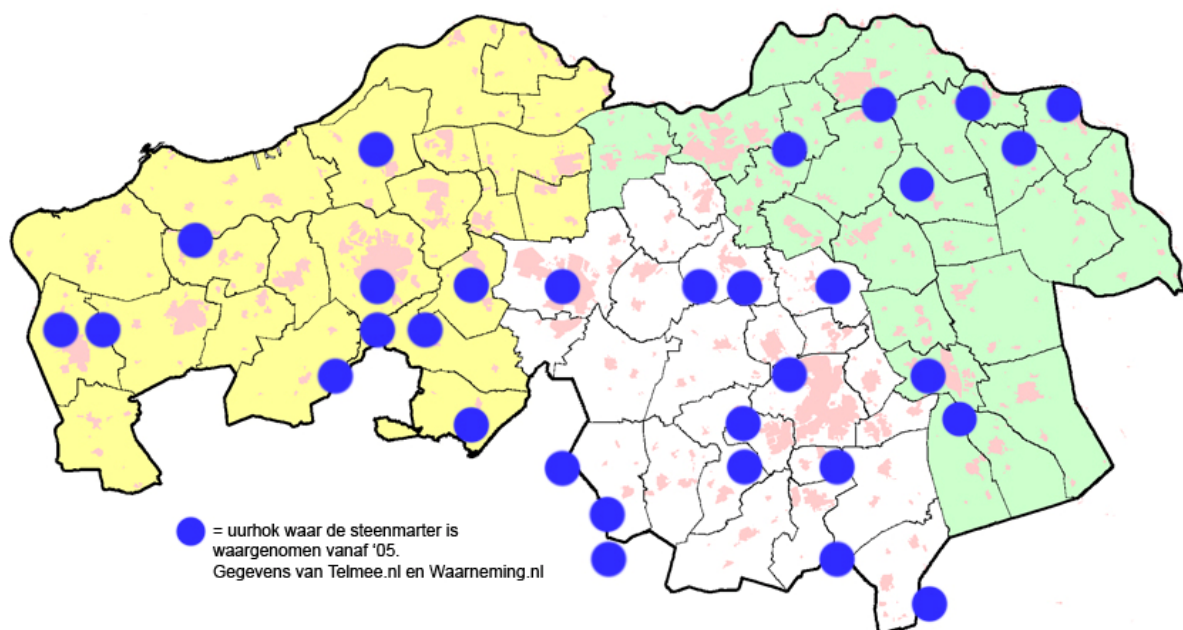 = uurhok waar de steenmarter is
waargenomen vanaf '05.
Gegevens van Telmee.nl en Waarneming.nl